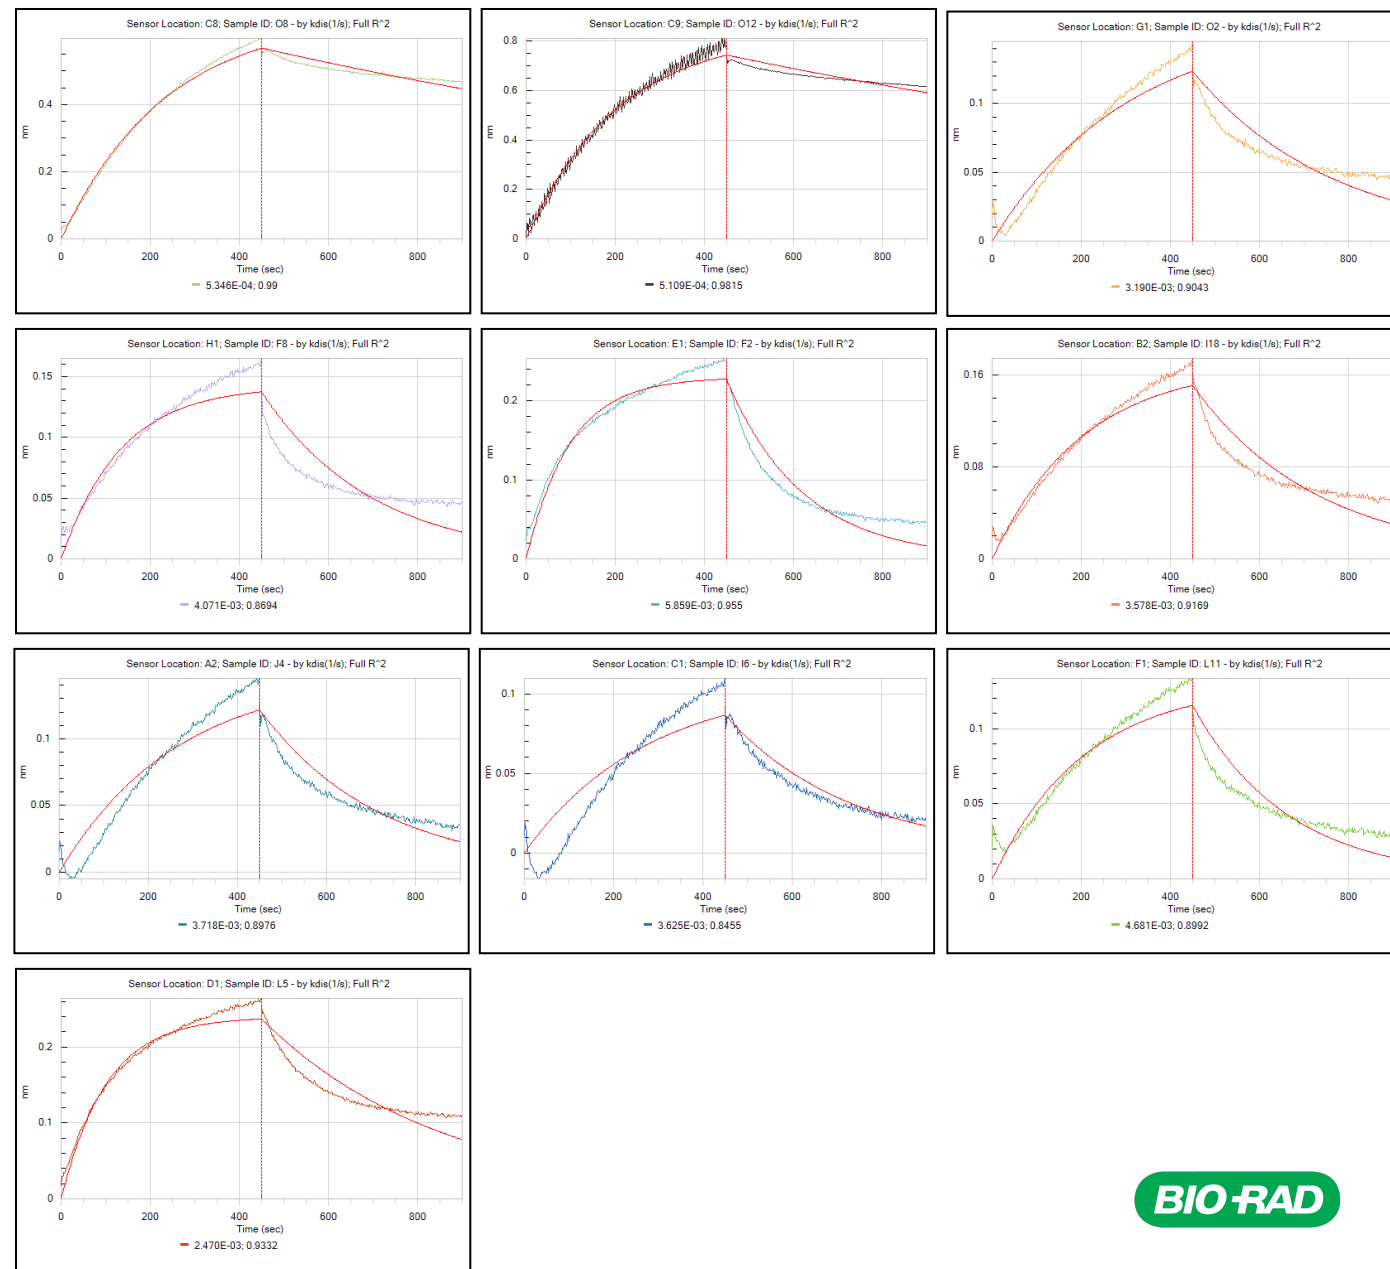 Sensor Location: C8; Sample ID: O8 - by kdis(1/s); Full R^2
0.4
0.2
0
nm
0 200 400 600 800
Time (sec)
5.346E-04; 0.99
Sensor Location: C9; Sample ID: O12 - by kdis(1/s); Full R^2
0.8
0.6
0.4
0.2
0
nm
0 200 400 600 800
Time (sec)
5.109E-04; 0.9815
Sensor Location: G1; Sample ID: O2 - by kdis(1/s); Full R^2
0.1
0.05
0
nm
0 200 400 600 800
Time (sec)
3.190E-03; 0.9043
Sensor Location: H1; Sample ID: F8 - by kdis(1/s); Full R^2
0.15
0.1
0.05
0
nm
0 200 400 600 800
Time (sec)
4.071E-03; 0.8694
Sensor Location: E1; Sample ID: F2 - by kdis(1/s); Full R^2
0.2
0.1
0
nm
0 200 400 600 800
Time (sec)
5.859E-03; 0.955
Sensor Location: B2; Sample ID: I18 - by kdis(1/s); Full R^2
0.16
0.08
0
nm
0 200 400 600 800
Time (sec)
3.578E-03; 0.9169
Sensor Location: A2; Sample ID: J4 - by kdis(1/s); Full R^2
0.1
0.05
0
nm
0 200 400 600 800
Time (sec)
3.718E-03; 0.8976
Sensor Location: C1; Sample ID: I6 - by kdis(1/s); Full R^2
0.1
0.05
0
nm
0 200 400 600 800
Time (sec)
3.625E-03; 0.8455
Sensor Location: F1; Sample ID: L11 - by kdis(1/s); Full R^2
0.1
0.05
0
nm
0 200 400 600 800
Time (sec)
4.681E-03; 0.8992
Sensor Location: D1; Sample ID: L5 - by kdis(1/s); Full R^2
0.2
0.1
0
nm
0 200 400 600 800
Time (sec)
2.470E-03; 0.9332
BIO-RAD